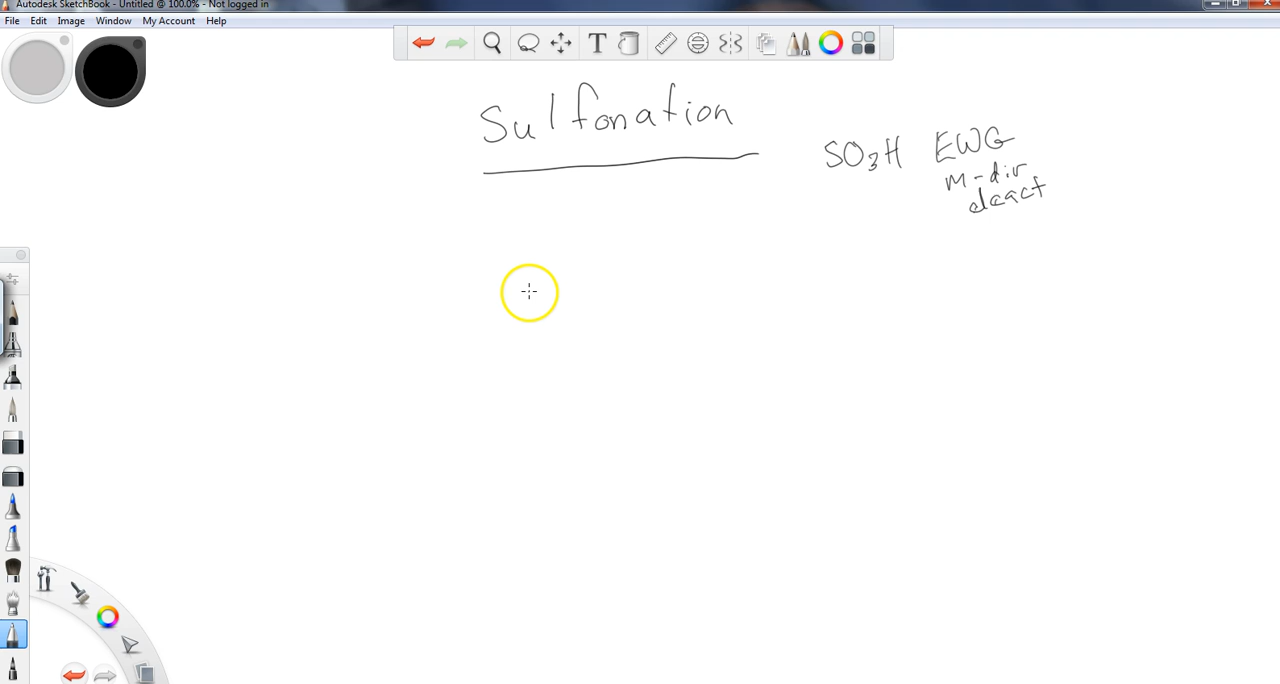 Autodesk SketchBook - Untitled @ 100.0% - Not logged in
File Edit Image Window My Account Help
T
Sulfonation
SO3H EWG
m-dir
deact